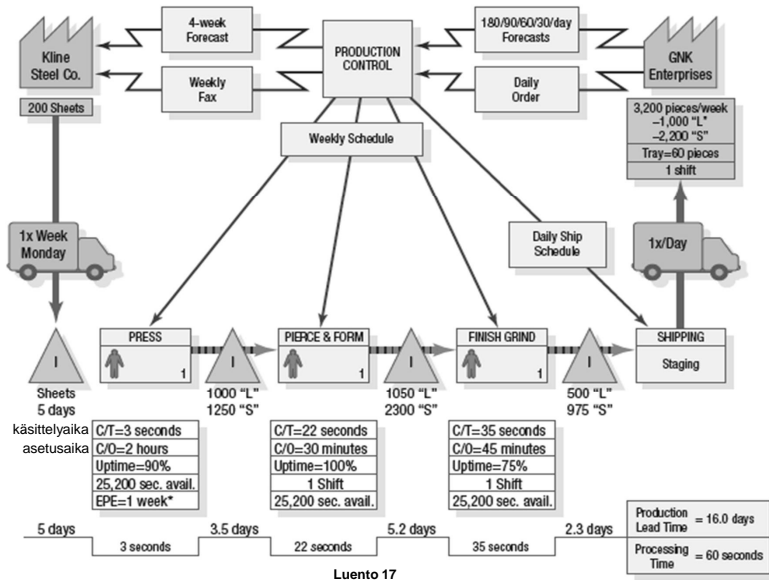 Kline
Steel Co.
4-week
Forecast
Weekly
Fax
PRODUCTION
CONTROL
180/90/60/30/day
Forecasts
Daily
Order
GNK
Enterprises
200 Sheets
3,200 pieces/week
–1,000 “L”
–2,200 “S”
Tray=60 pieces
1 shift
Weekly Schedule
1x Week
Monday
Daily Ship
Schedule
1x/Day
I
Sheets
5 days
PRESS
1
I
1000 “L”
1250 “S”
PIERCE & FORM
1
I
1050 “L”
2300 “S”
FINISH GRIND
1
I
500 “L”
975 “S”
SHIPPING
Staging
käsittelyaika
asetusaika
C/T=3 seconds
C/O=2 hours
Uptime=90%
25,200 sec. avail.
EPE=1 week*
C/T=22 seconds
C/O=30 minutes
Uptime=100%
1 Shift
25,200 sec. avail.
C/T=35 seconds
C/O=45 minutes
Uptime=75%
1 Shift
25,200 sec. avail.
5 days
3 seconds
3.5 days
22 seconds
5.2 days
35 seconds
2.3 days
Production
Lead Time = 16.0 days
Processing
Time = 60 seconds
Luento 17